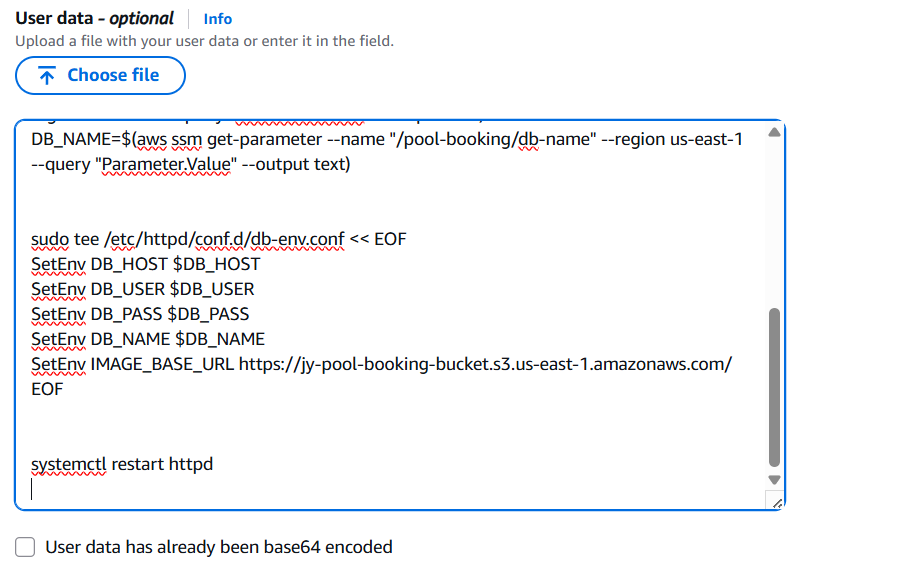 User data - optional
Info
Upload a file with your user data or enter it in the field.
Choose file
DB_NAME=$(aws ssm get-parameter --name "/pool-booking/db-name" --region us-east-1
--query "Parameter.Value" --output text)
sudo tee /etc/httpd/conf.d/db-env.conf << EOF
SetEnv DB_HOST $DB_HOST
SetEnv DB_USER $DB_USER
SetEnv DB_PASS $DB_PASS
SetEnv DB_NAME $DB_NAME
SetEnv IMAGE_BASE_URL https://jy-pool-booking-bucket.s3.us-east-1.amazonaws.com/
EOF
systemctl restart httpd
User data has already been base64 encoded